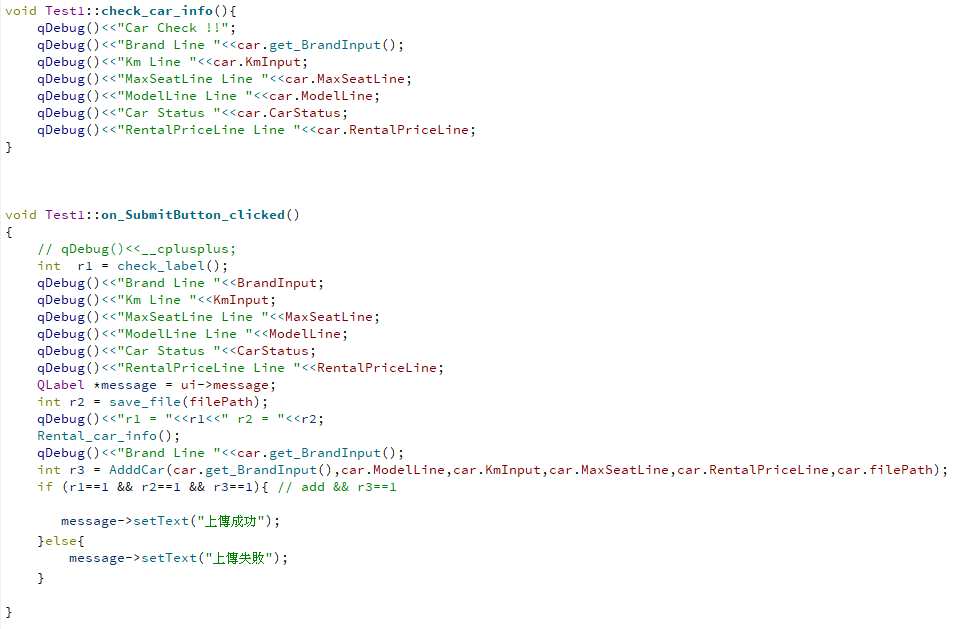 void Test1::check_car_info(){
qDebug()<<"Car Check !!";
qDebug()<<"Brand Line "<<car.get_BrandInput();
qDebug()<<"Km Line "<<car.KmInput;
qDebug()<<"MaxSeatLine Line "<<car.MaxSeatLine;
qDebug()<<"ModelLine Line "<<car.ModelLine;
qDebug()<<"Car Status "<<car.CarStatus;
qDebug()<<"RentalPriceLine Line "<<car.RentalPriceLine;
}
void Test1::on_SubmitButton_clicked()
{
// qDebug()<<__cplusplus;
int  r1 = check_label();
qDebug()<<"Brand Line "<<BrandInput;
qDebug()<<"Km Line "<<KmInput;
qDebug()<<"MaxSeatLine Line "<<MaxSeatLine;
qDebug()<<"ModelLine Line "<<ModelLine;
qDebug()<<"Car Status "<<CarStatus;
qDebug()<<"RentalPriceLine Line "<<RentalPriceLine;
QLabel *message = ui->message;
int r2 = save_file(filePath);
qDebug()<<"r1 = "<<r1<<" r2 = "<<r2;
Rental_car_info();
qDebug()<<"Brand Line "<<car.get_BrandInput();
int r3 = AdddCar(car.get_BrandInput(),car.ModelLine,car.KmInput,car.MaxSeatLine,car.RentalPriceLine,car.filePath);
if (r1==1 && r2==1 && r3==1){ // add && r3==1
message->setText("上傳成功");
}else{
message->setText("上傳失敗");
}
}